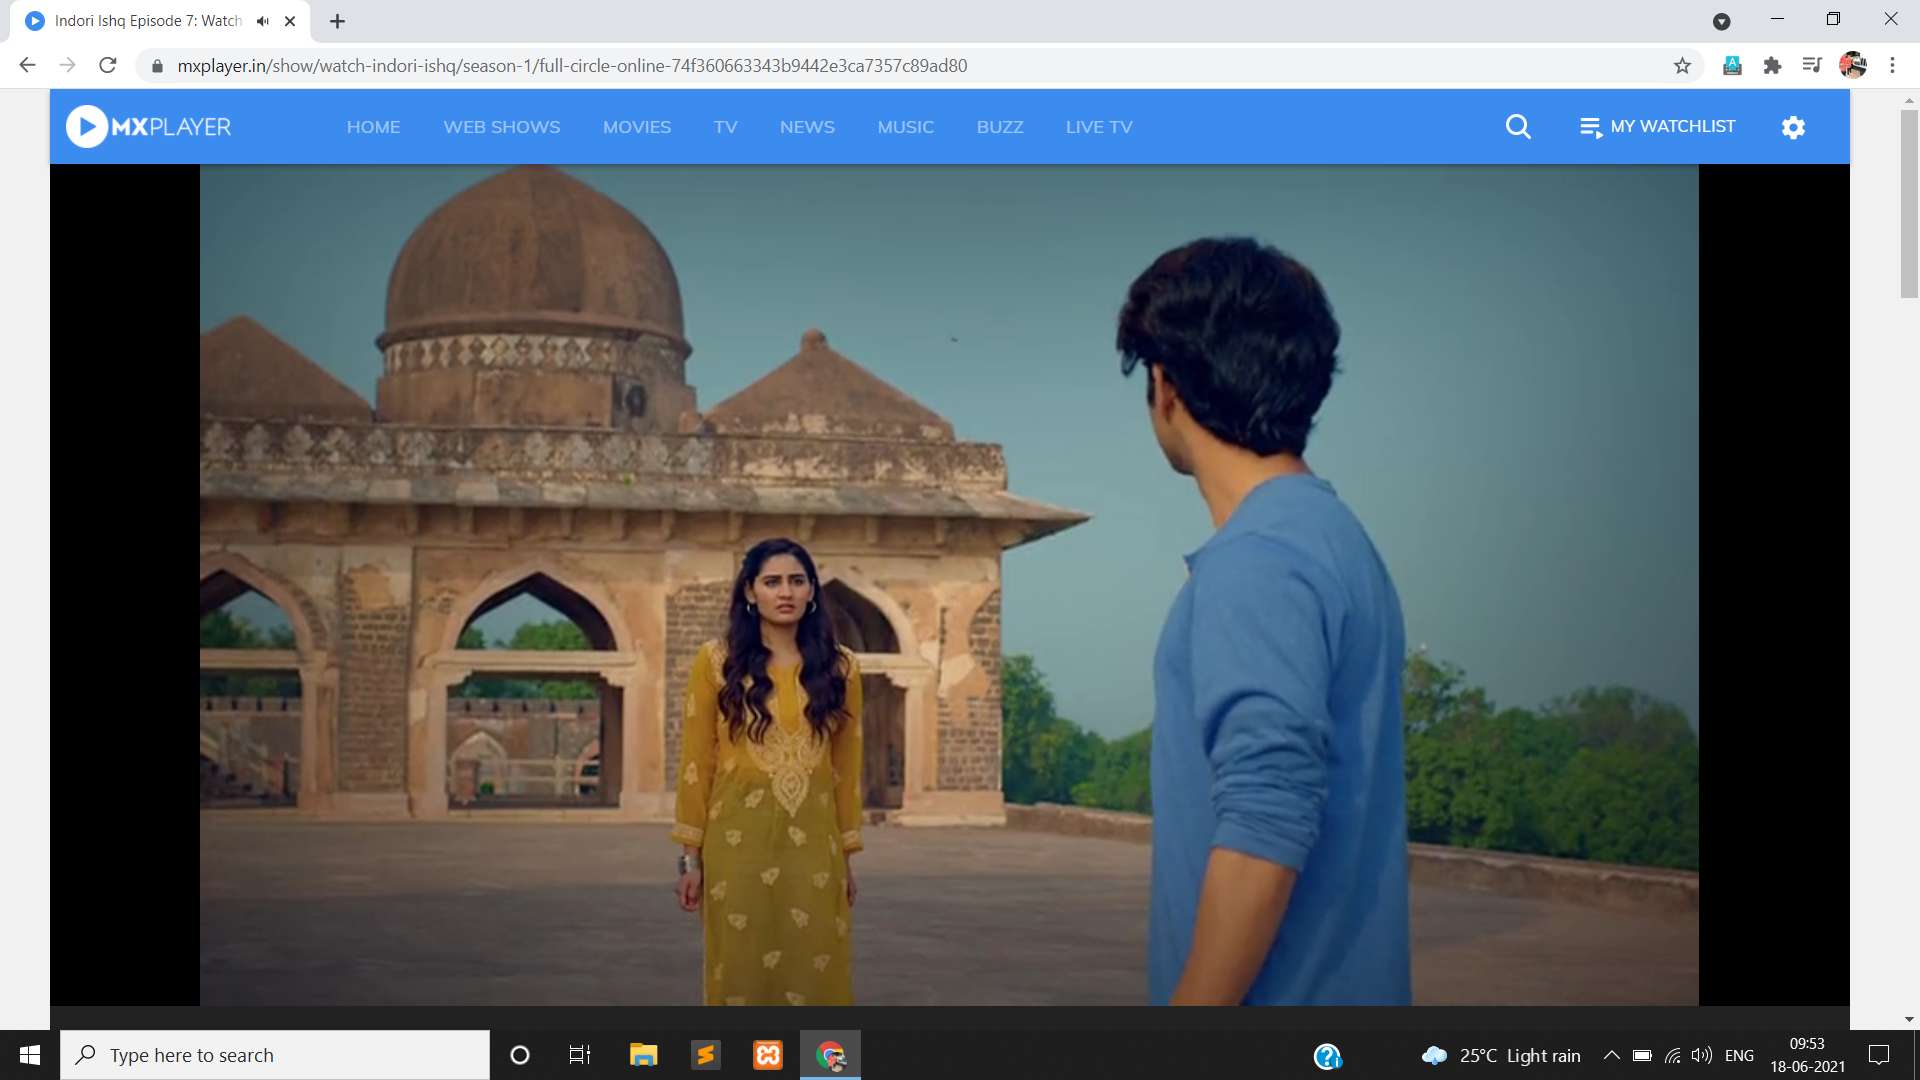 Indori Ishq Episode 7: Watch
mxplayer.in/show/watch-indori-ishq/season-1/full-circle-online-74f360663343b9442e3ca7357c89ad80
MXPLAYER
HOME
WEB SHOWS
MOVIES
TV
NEWS
MUSIC
BUZZ
LIVE TV
MY WATCHLIST
Type here to search
25°C Light rain
ENG
09:53
18-06-2021